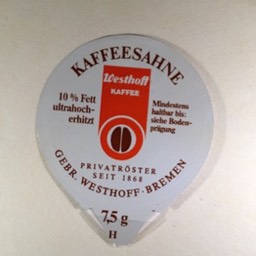 KAFFEESAHNE
Westhoff
KAFFEE
10 % Fett
ultrahoch-
erhitzt
Mindestens
haltbar bis:
siehe Boden-
prägung
PRIVATRÖSTER
SEIT 1868
GEBR. WESTHOFF · BREMEN
7,5 g
H